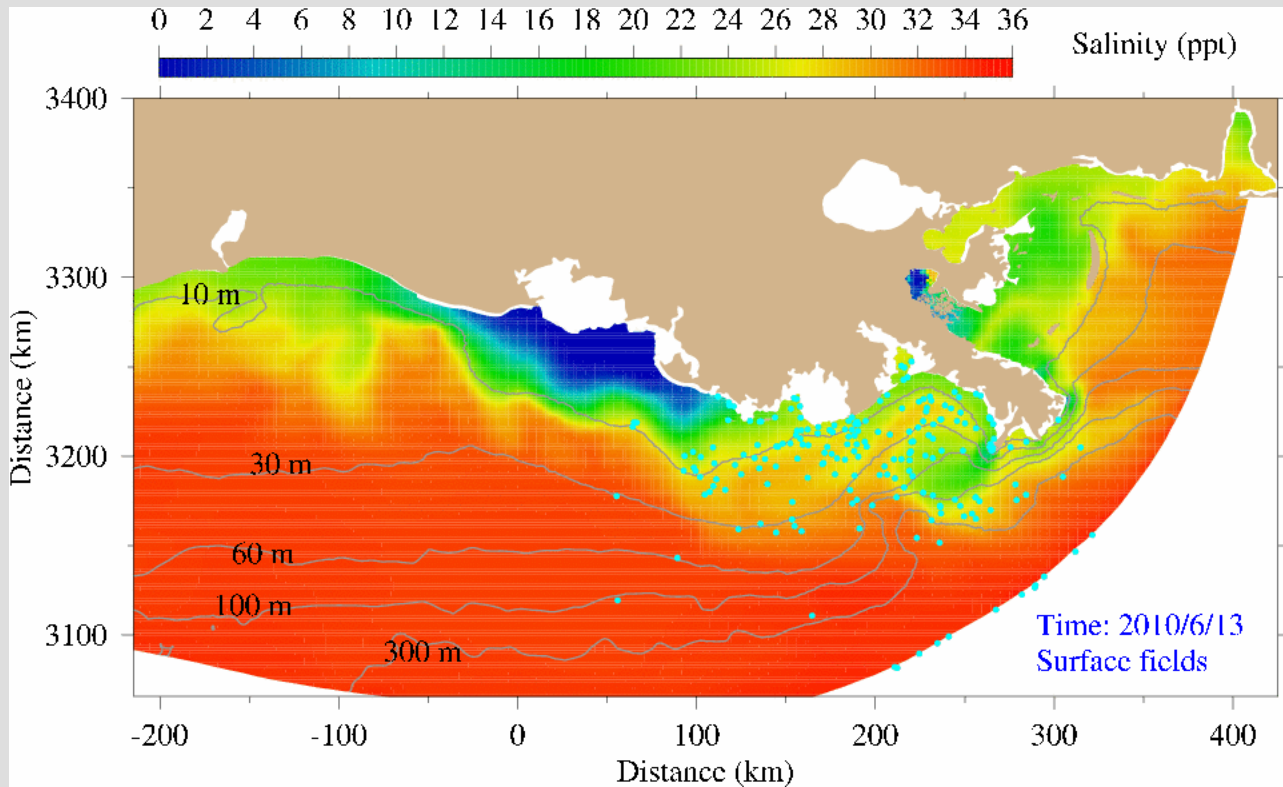 0 2 4 6 8 10 12 14 16 18 20 22 24 26 28 30 32 34 36
Salinity (ppt)
3400
3300
3200
3100
Distance (km)
10 m
30 m
60 m
100 m
300 m
Time: 2010/6/13
Surface fields
-200 -100 0 100 200 300 400
Distance (km)